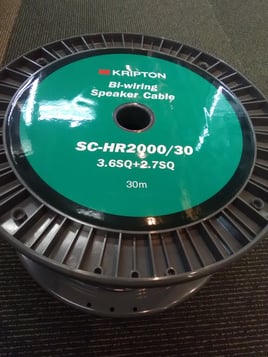 KRIPTON
Bi-wiring
Speaker Cable
SC-HR2000/30
3.6SQ+2.7SQ
30m